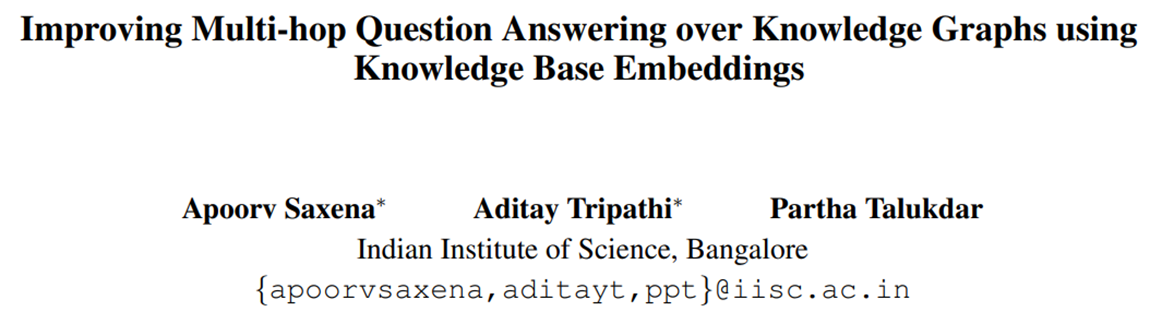 Improving Multi-hop Question Answering over Knowledge Graphs using
Knowledge Base Embeddings
Apoorv Saxena* Aditay Tripathi* Partha Talukdar
Indian Institute of Science, Bangalore
{apoorvsaxena,aditayt,ppt}@iisc.ac.in